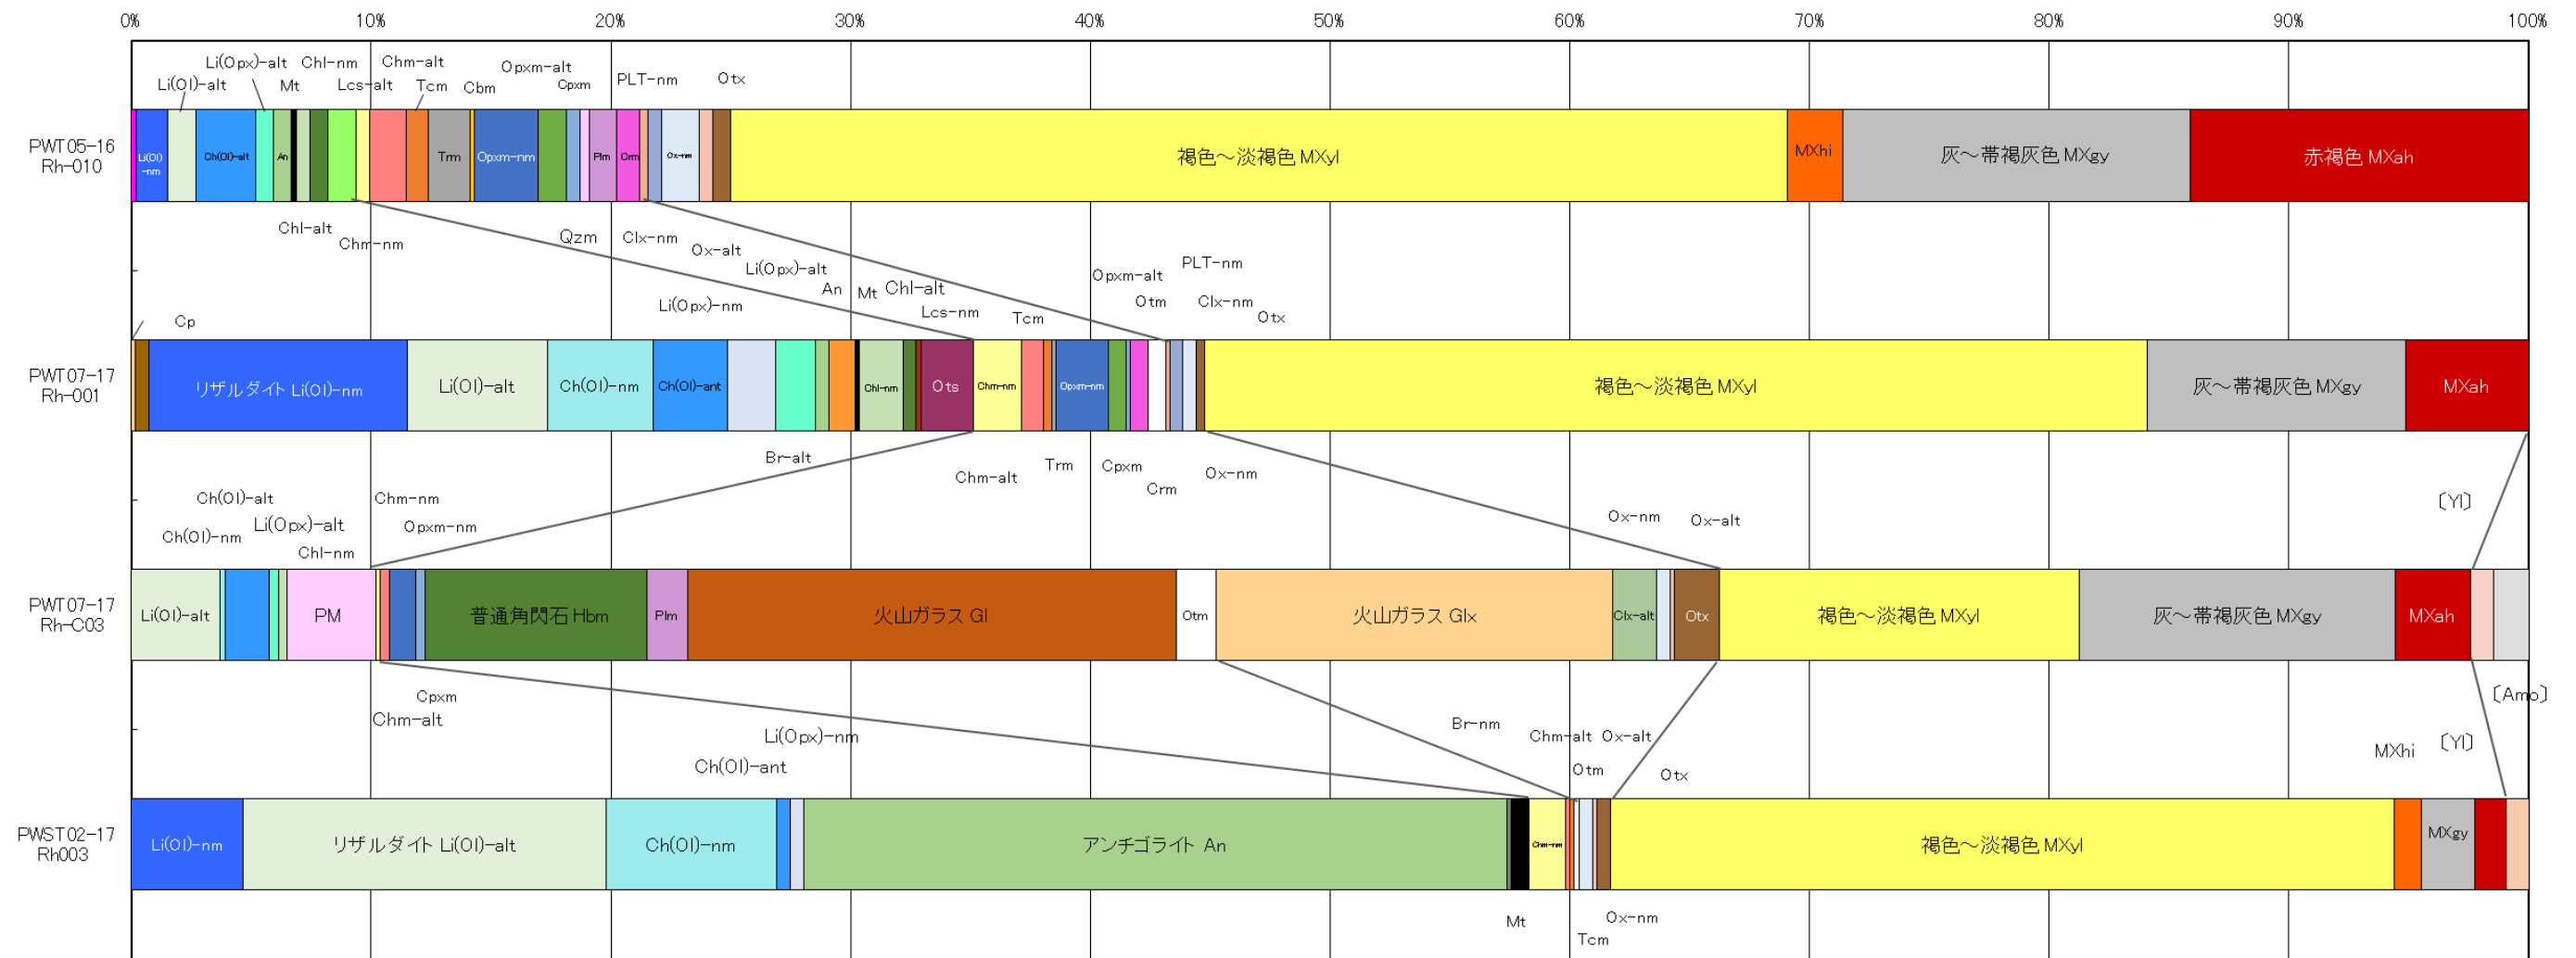 0% 10% 20% 30% 40% 50% 60% 70% 80% 90% 100%
Li(Opx)-alt Chl-nm Chm-alt Opxm-alt
Li(Ol)-alt Mt Lcs-alt Tcm Cbm Cpxm PLT-nm Otx
PWT05-16
Rh-010
Li(Ol)
-nm
Ch(Ol)-alt An Trm Opxm-nm Plm Crm Ox-nm 褐色～淡褐色 MXyl MXhi 灰～帯褐灰色 MXgy 赤褐色 MXah
Chl-alt Chm-nm Qzm Clx-nm Ox-alt
Li(Opx)-alt Opxm-alt PLT-nm
Cp Li(Opx)-nm An Mt Chl-alt Lcs-nm Tcm Otm Clx-nm Otx
PWT07-17
Rh-001
リザルダイト Li(Ol)-nm Li(Ol)-alt Ch(Ol)-nm Ch(Ol)-ant Chl-nm Ots Chm-nm Opxm-nm 褐色～淡褐色 MXyl 灰～帯褐灰色 MXgy MXah
Br-alt Chm-alt Trm Cpxm Crm Ox-nm
Ch(Ol)-alt Chm-nm 〔Yl〕
Ch(Ol)-nm Li(Opx)-alt Opxm-nm Ox-nm Ox-alt
Chl-nm
PWT07-17
Rh-C03
Li(Ol)-alt PM 普通角閃石 Hbm Plm 火山ガラス Gl Otm 火山ガラス Glx Clx-alt Otx 褐色～淡褐色 MXyl 灰～帯褐灰色 MXgy MXah
Cpxm 〔Amo〕
Chm-alt
Li(Opx)-nm Br-nm Chm-alt Ox-alt MXhi 〔Yl〕
Ch(Ol)-ant Otm Otx
PWST02-17
Rh003
Li(Ol)-nm リザルダイト Li(Ol)-alt Ch(Ol)-nm アンチゴライト An Chm-nm 褐色～淡褐色 MXyl MXgy
Mt Ox-nm
Tcm